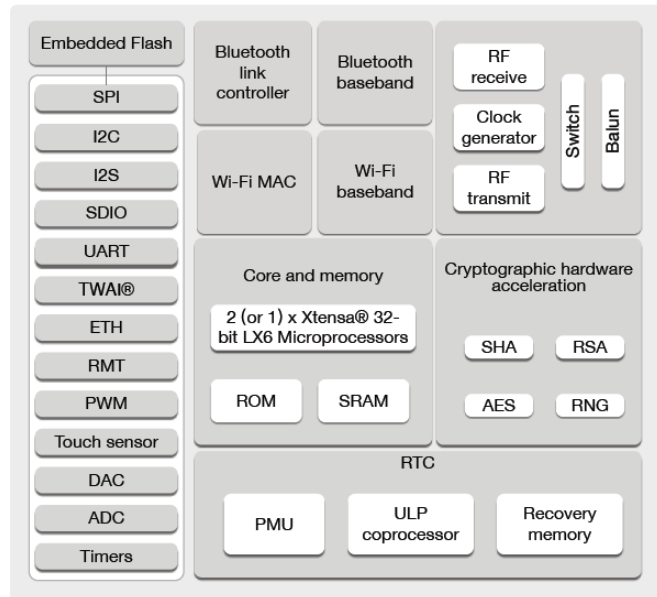 Embedded Flash
SPI
I2C
I2S
SDIO
UART
TWAI®
ETH
RMT
PWM
Touch sensor
DAC
ADC
Timers
Bluetooth
link
controller
Bluetooth
baseband
Wi-Fi MAC
Wi-Fi
baseband
RF
receive
Clock
generator
RF
transmit
Switch
Balun
Core and memory
2 (or 1) x Xtensa® 32-
bit LX6 Microprocessors
ROM
SRAM
Cryptographic hardware
acceleration
SHA
RSA
AES
RNG
RTC
PMU
ULP
coprocessor
Recovery
memory